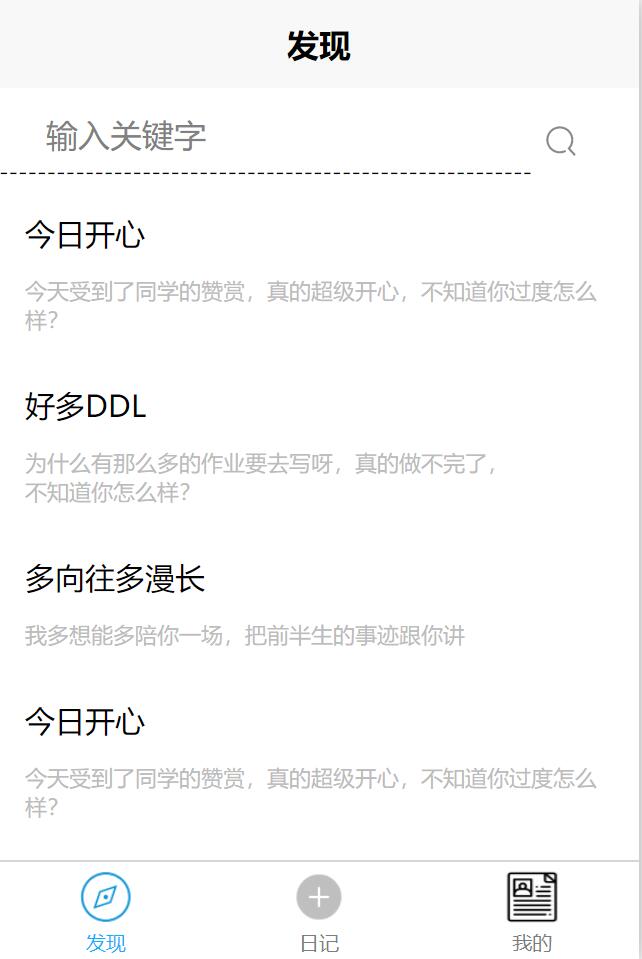 发现
输入关键字
今日开心
今天受到了同学的赞赏，真的超级开心，不知道你过度怎么
样？
好多DDL
为什么有那么多的作业要去写呀，真的做不完了，
不知道你怎么样？
多向往多漫长
我多想能多陪你一场，把前半生的事迹跟你讲
今日开心
今天受到了同学的赞赏，真的超级开心，不知道你过度怎么
样？
发现
日记
我的